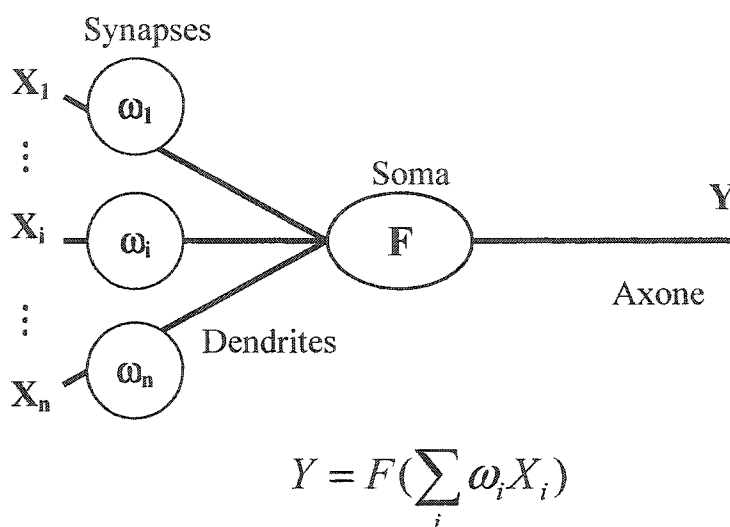 Synapses
X₁
ω₁
⋮
Soma
Y
Xᵢ
ωᵢ
F
Axone
⋮
Dendrites
Xₙ
ωₙ
Y = F(∑ᵢ ωᵢXᵢ)